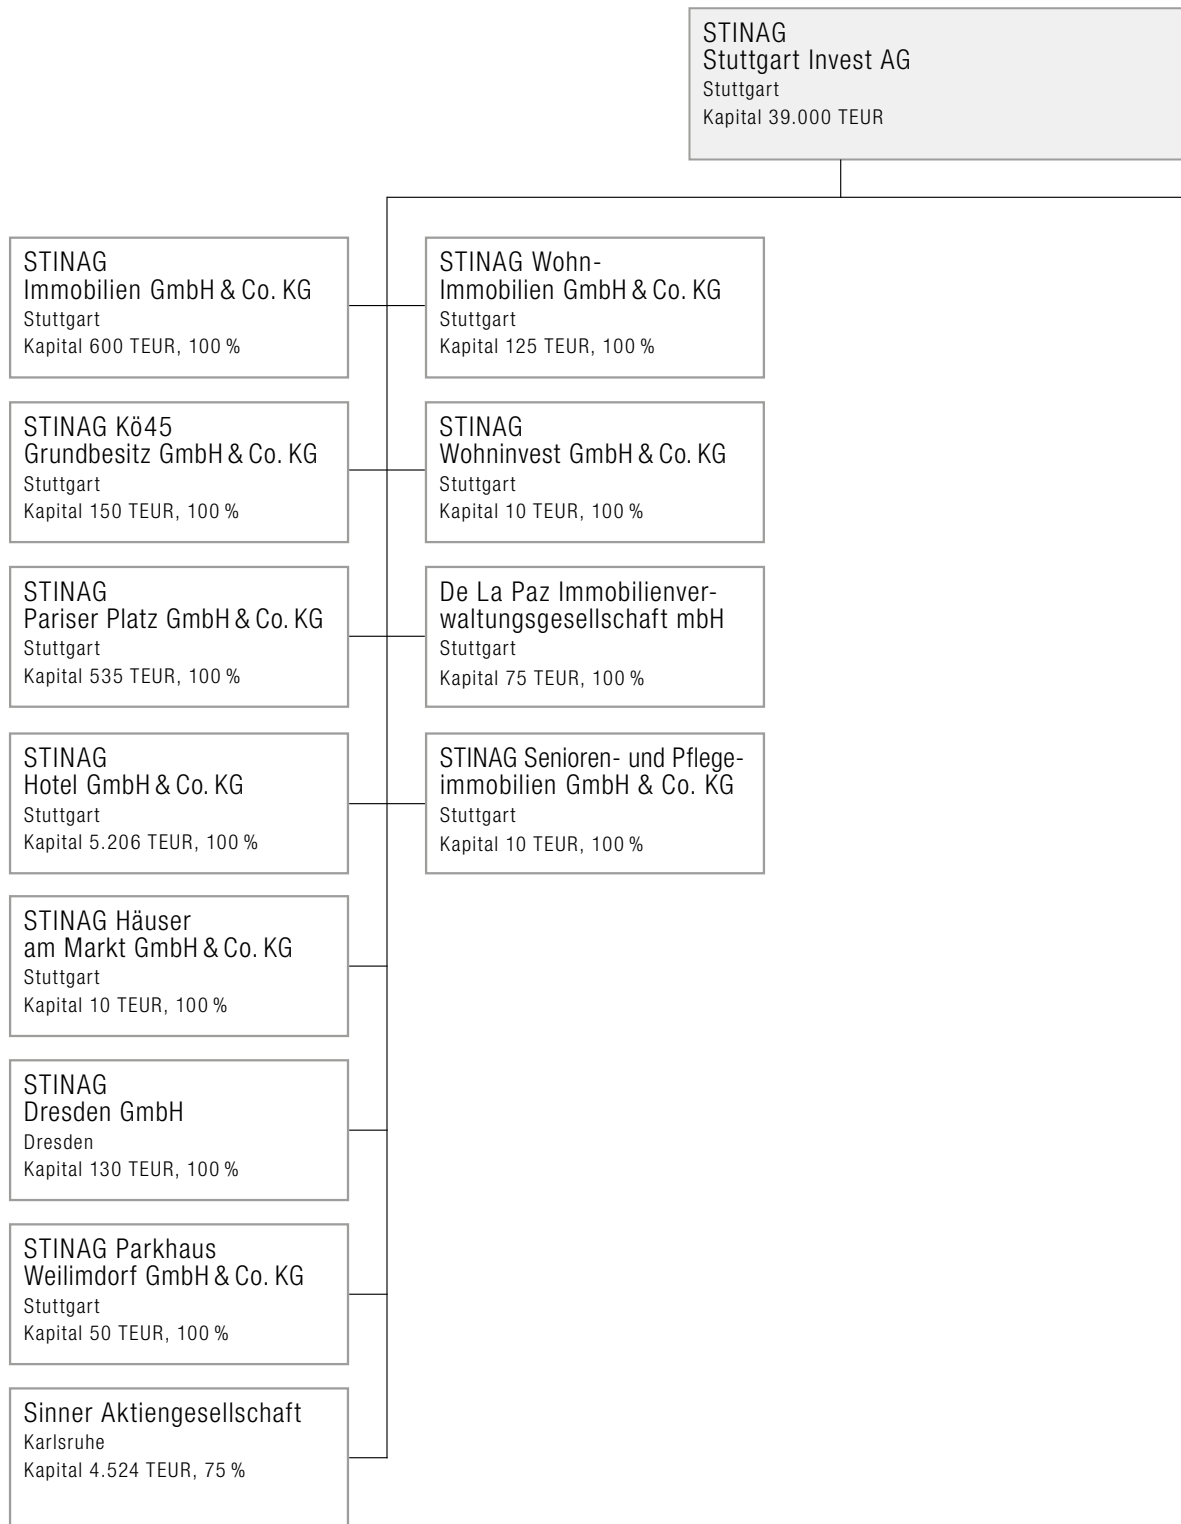 STINAG
Stuttgart Invest AG
Stuttgart
Kapital 39.000 TEUR
STINAG
Immobilien GmbH & Co. KG
Stuttgart
Kapital 600 TEUR, 100 %
STINAG Wohn-
Immobilien GmbH & Co. KG
Stuttgart
Kapital 125 TEUR, 100 %
STINAG Kö45
Grundbesitz GmbH & Co. KG
Stuttgart
Kapital 150 TEUR, 100 %
STINAG
Wohninvest GmbH & Co. KG
Stuttgart
Kapital 10 TEUR, 100 %
STINAG
Pariser Platz GmbH & Co. KG
Stuttgart
Kapital 535 TEUR, 100 %
De La Paz Immobilienver-
waltungsgesellschaft mbH
Stuttgart
Kapital 75 TEUR, 100 %
STINAG
Hotel GmbH & Co. KG
Stuttgart
Kapital 5.206 TEUR, 100 %
STINAG Senioren- und Pflege-
immobilien GmbH & Co. KG
Stuttgart
Kapital 10 TEUR, 100 %
STINAG Häuser
am Markt GmbH & Co. KG
Stuttgart
Kapital 10 TEUR, 100 %
STINAG
Dresden GmbH
Dresden
Kapital 130 TEUR, 100 %
STINAG Parkhaus
Weilimdorf GmbH & Co. KG
Stuttgart
Kapital 50 TEUR, 100 %
Sinner Aktiengesellschaft
Karlsruhe
Kapital 4.524 TEUR, 75 %